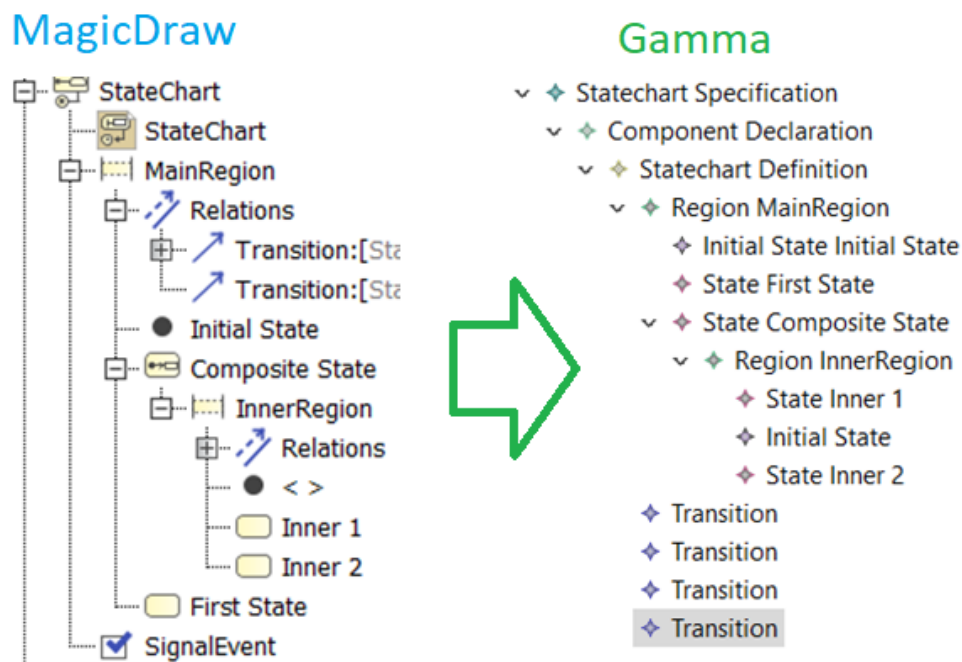 MagicDraw
StateChart
StateChart
MainRegion
Relations
Transition:[Sta
Transition:[Sta
Initial State
Composite State
InnerRegion
Relations
< >
Inner 1
Inner 2
First State
SignalEvent
Gamma
Statechart Specification
Component Declaration
Statechart Definition
Region MainRegion
Initial State Initial State
State First State
State Composite State
Region InnerRegion
State Inner 1
Initial State
State Inner 2
Transition
Transition
Transition
Transition